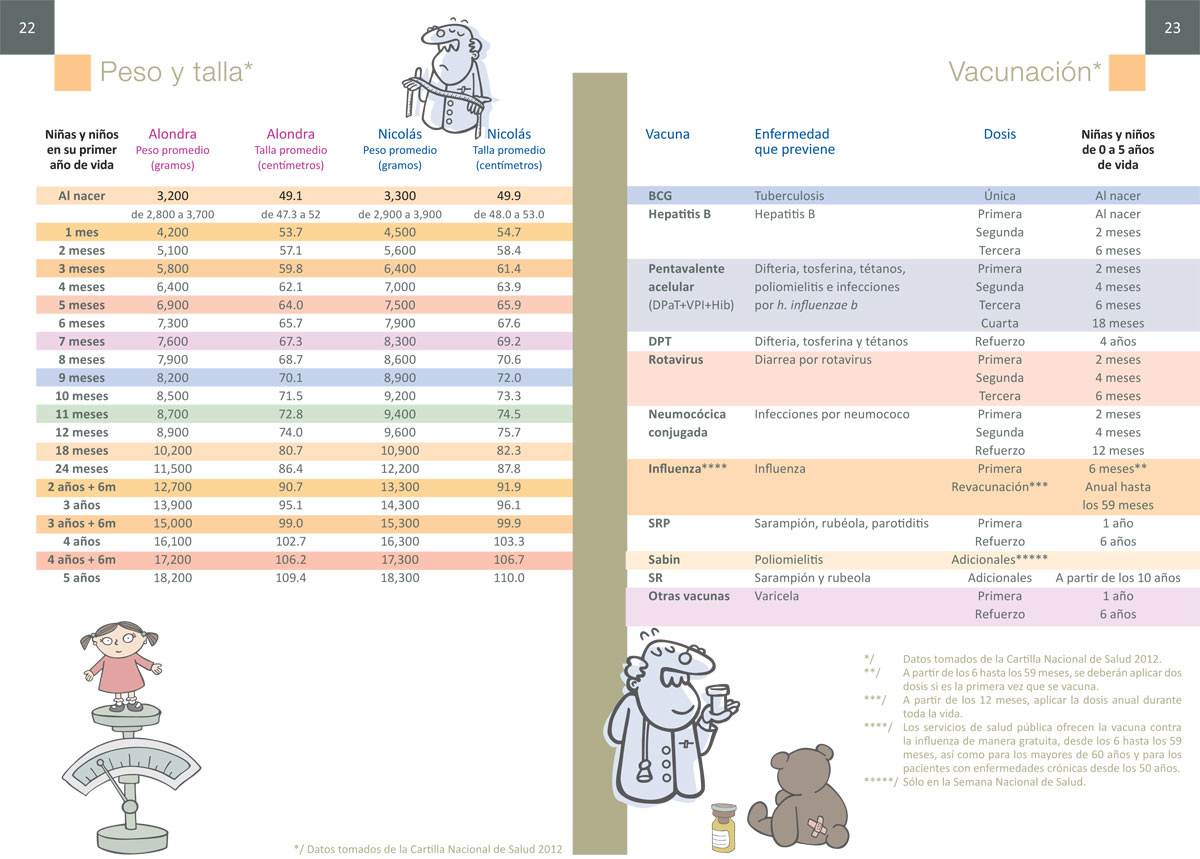 22
Peso y talla*
Niñas y niños en su primer año de vida | Alondra Peso promedio (gramos) | Alondra Talla promedio (centímetros) | Nicolás Peso promedio (gramos) | Nicolás Talla promedio (centímetros)
Al nacer 3,200 49.1 3,300 49.9
de 2,800 a 3,700 de 47.3 a 52 de 2,900 a 3,900 de 48.0 a 53.0
1 mes 4,200 53.7 4,500 54.7
2 meses 5,100 57.1 5,600 58.4
3 meses 5,800 59.8 6,400 61.4
4 meses 6,400 62.1 7,000 63.9
5 meses 6,900 64.0 7,500 65.9
6 meses 7,300 65.7 7,900 67.6
7 meses 7,600 67.3 8,300 69.2
8 meses 7,900 68.7 8,600 70.6
9 meses 8,200 70.1 8,900 72.0
10 meses 8,500 71.5 9,200 73.3
11 meses 8,700 72.8 9,400 74.5
12 meses 8,900 74.0 9,600 75.7
18 meses 10,200 80.7 10,900 82.3
24 meses 11,500 86.4 12,200 87.8
2 años + 6m 12,700 90.7 13,300 91.9
3 años 13,900 95.1 14,300 96.1
3 años + 6m 15,000 99.0 15,300 99.9
4 años 16,100 102.7 16,300 103.3
4 años + 6m 17,200 106.2 17,300 106.7
5 años 18,200 109.4 18,300 110.0
*/ Datos tomados de la Cartilla Nacional de Salud 2012
23
Vacunación*
Vacuna | Enfermedad que previene | Dosis | Niñas y niños de 0 a 5 años de vida
BCG Tuberculosis Única Al nacer
Hepatitis B Hepatitis B Primera Al nacer
Segunda 2 meses
Tercera 6 meses
Pentavalente Difteria, tosferina, tétanos, Primera 2 meses
acelular poliomielitis e infecciones Segunda 4 meses
(DPaT+VPI+Hib) por h. influenzae b Tercera 6 meses
Cuarta 18 meses
DPT Difteria, tosferina y tétanos Refuerzo 4 años
Rotavirus Diarrea por rotavirus Primera 2 meses
Segunda 4 meses
Tercera 6 meses
Neumocócica Infecciones por neumococo Primera 2 meses
conjugada Segunda 4 meses
Refuerzo 12 meses
Influenza**** Influenza Primera 6 meses**
Revacunación*** Anual hasta
los 59 meses
SRP Sarampión, rubéola, parotiditis Primera 1 año
Refuerzo 6 años
Sabin Poliomielitis Adicionales*****
SR Sarampión y rubeola Adicionales A partir de los 10 años
Otras vacunas Varicela Primera 1 año
Refuerzo 6 años
*/ Datos tomados de la Cartilla Nacional de Salud 2012.
**/ A partir de los 6 hasta los 59 meses, se deberán aplicar dos
dosis si es la primera vez que se vacuna.
***/ A partir de los 12 meses, aplicar la dosis anual durante
toda la vida.
****/ Los servicios de salud pública ofrecen la vacuna contra
la influenza de manera gratuita, desde los 6 hasta los 59
meses, así como para los mayores de 60 años y para los
pacientes con enfermedades crónicas desde los 50 años.
*****/ Sólo en la Semana Nacional de Salud.